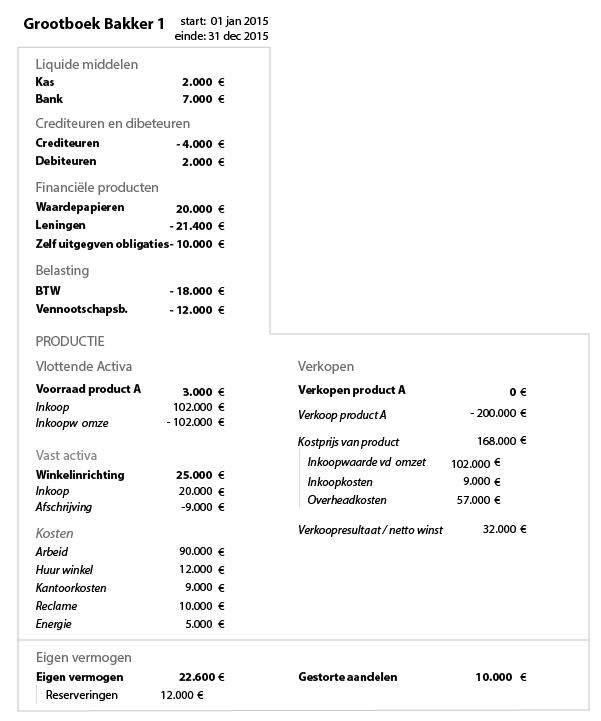 Grootboek Bakker 1 start: 01 jan 2015
einde: 31 dec 2015
Liquide middelen
Kas 2.000 €
Bank 7.000 €
Crediteuren en dibeteuren
Crediteuren - 4.000 €
Debiteuren 2.000 €
Financiële producten
Waardepapieren 20.000 €
Leningen - 21.400 €
Zelf uitgegven obligaties - 10.000 €
Belasting
BTW - 18.000 €
Vennootschapsb. - 12.000 €
PRODUCTIE
Vlottende Activa
Voorraad product A 3.000 €
Inkoop 102.000 €
Inkoopw omze - 102.000 €
Vast activa
Winkelinrichting 25.000 €
Inkoop 20.000 €
Afschrijving -9.000 €
Kosten
Arbeid 90.000 €
Huur winkel 12.000 €
Kantoorkosten 9.000 €
Reclame 10.000 €
Energie 5.000 €
Verkopen
Verkopen product A 0 €
Verkoop product A - 200.000 €
Kostprijs van product 168.000 €
Inkoopwaarde vd omzet 102.000 €
Inkoopkosten 9.000 €
Overheadkosten 57.000 €
Verkoopresultaat / netto winst 32.000 €
Eigen vermogen
Eigen vermogen 22.600 €
Reserveringen 12.000 €
Gestorte aandelen 10.000 €